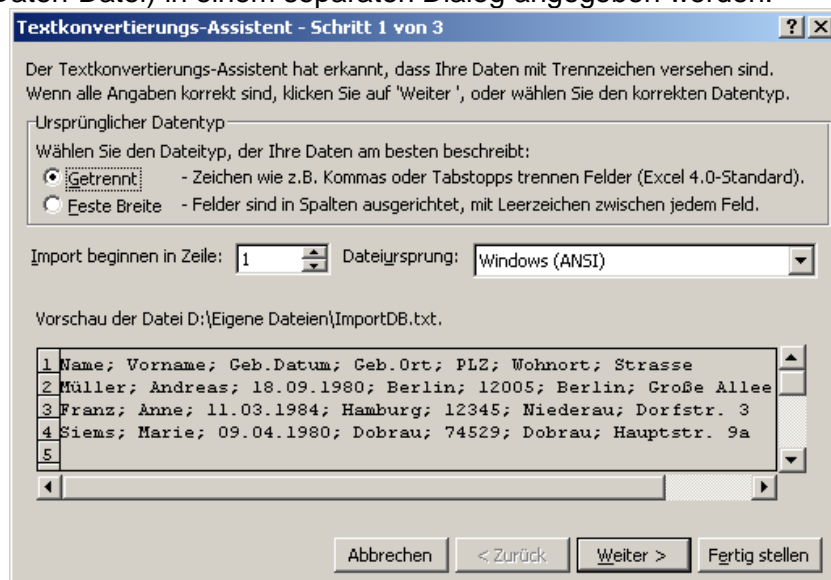 Daten-Datei) in einem separaten Dialog angegeben werden.
Textkonvertierungs-Assistent - Schritt 1 von 3
Der Textkonvertierungs-Assistent hat erkannt, dass Ihre Daten mit Trennzeichen versehen sind.
Wenn alle Angaben korrekt sind, klicken Sie auf 'Weiter ', oder wählen Sie den korrekten Datentyp.
Ursprünglicher Datentyp
Wählen Sie den Dateityp, der Ihre Daten am besten beschreibt:
Getrennt - Zeichen wie z.B. Kommas oder Tabstopps trennen Felder (Excel 4.0-Standard).
Feste Breite - Felder sind in Spalten ausgerichtet, mit Leerzeichen zwischen jedem Feld.
Import beginnen in Zeile: 1 Dateiursprung: Windows (ANSI)
Vorschau der Datei D:\Eigene Dateien\ImportDB.txt.
1 Name; Vorname; Geb.Datum; Geb.Ort; PLZ; Wohnort; Strasse
2 Müller; Andreas; 18.09.1980; Berlin; 12005; Berlin; Große Allee
3 Franz; Anne; 11.03.1984; Hamburg; 12345; Niederau; Dorfstr. 3
4 Siems; Marie; 09.04.1980; Dobrau; 74529; Dobrau; Hauptstr. 9a
5
Abbrechen < Zurück Weiter > Fertig stellen